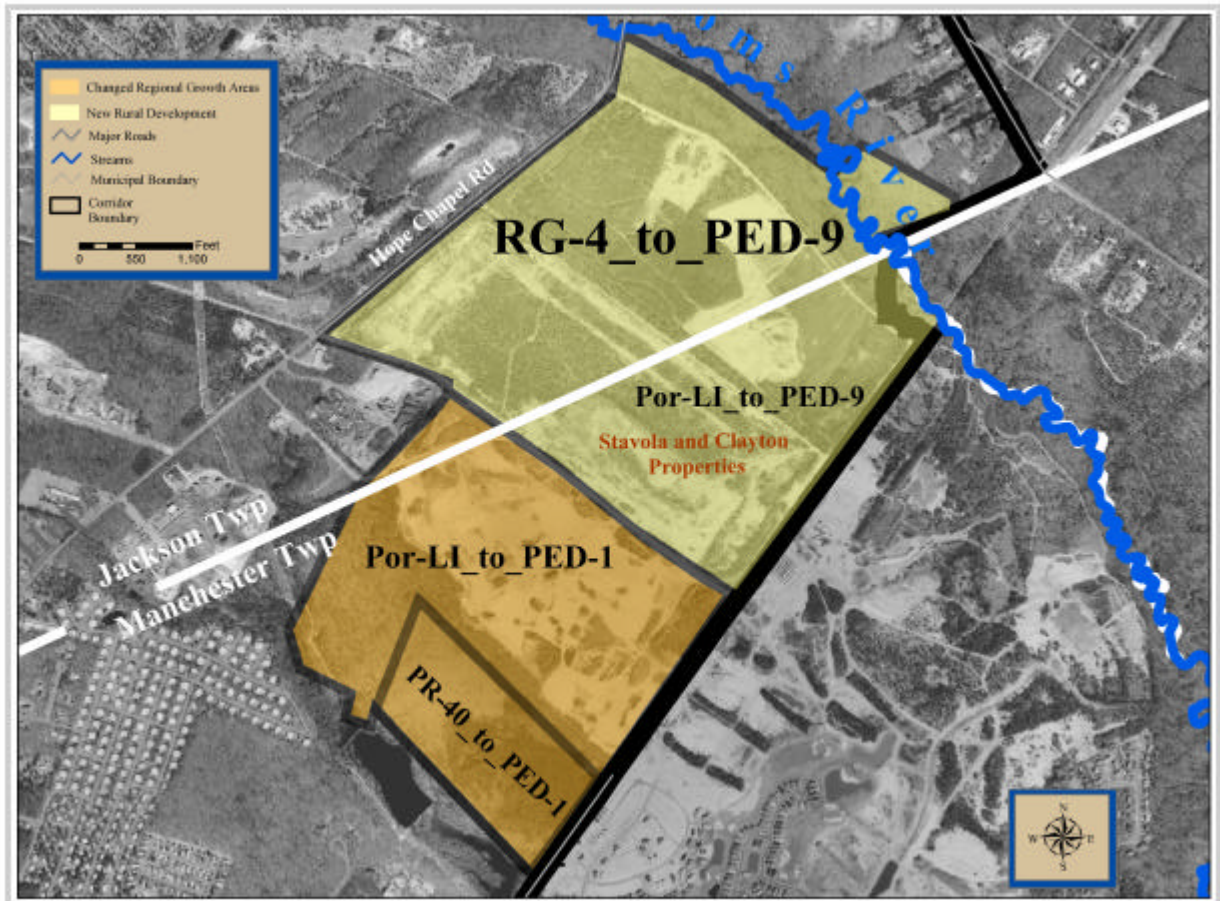 Changed Regional Growth Areas
New Rural Development
Major Roads
Streams
Municipal Boundary
Corridor
Boundary
Feet
0 550 1,100
oms River
Hope Chapel Rd
RG-4_to_PED-9
Por-LI_to_PED-9
Stavola and Clayton
Properties
Jackson Twp
Manchester Twp
Por-LI_to_PED-1
PR-40_to_PED-1
N
W E
S